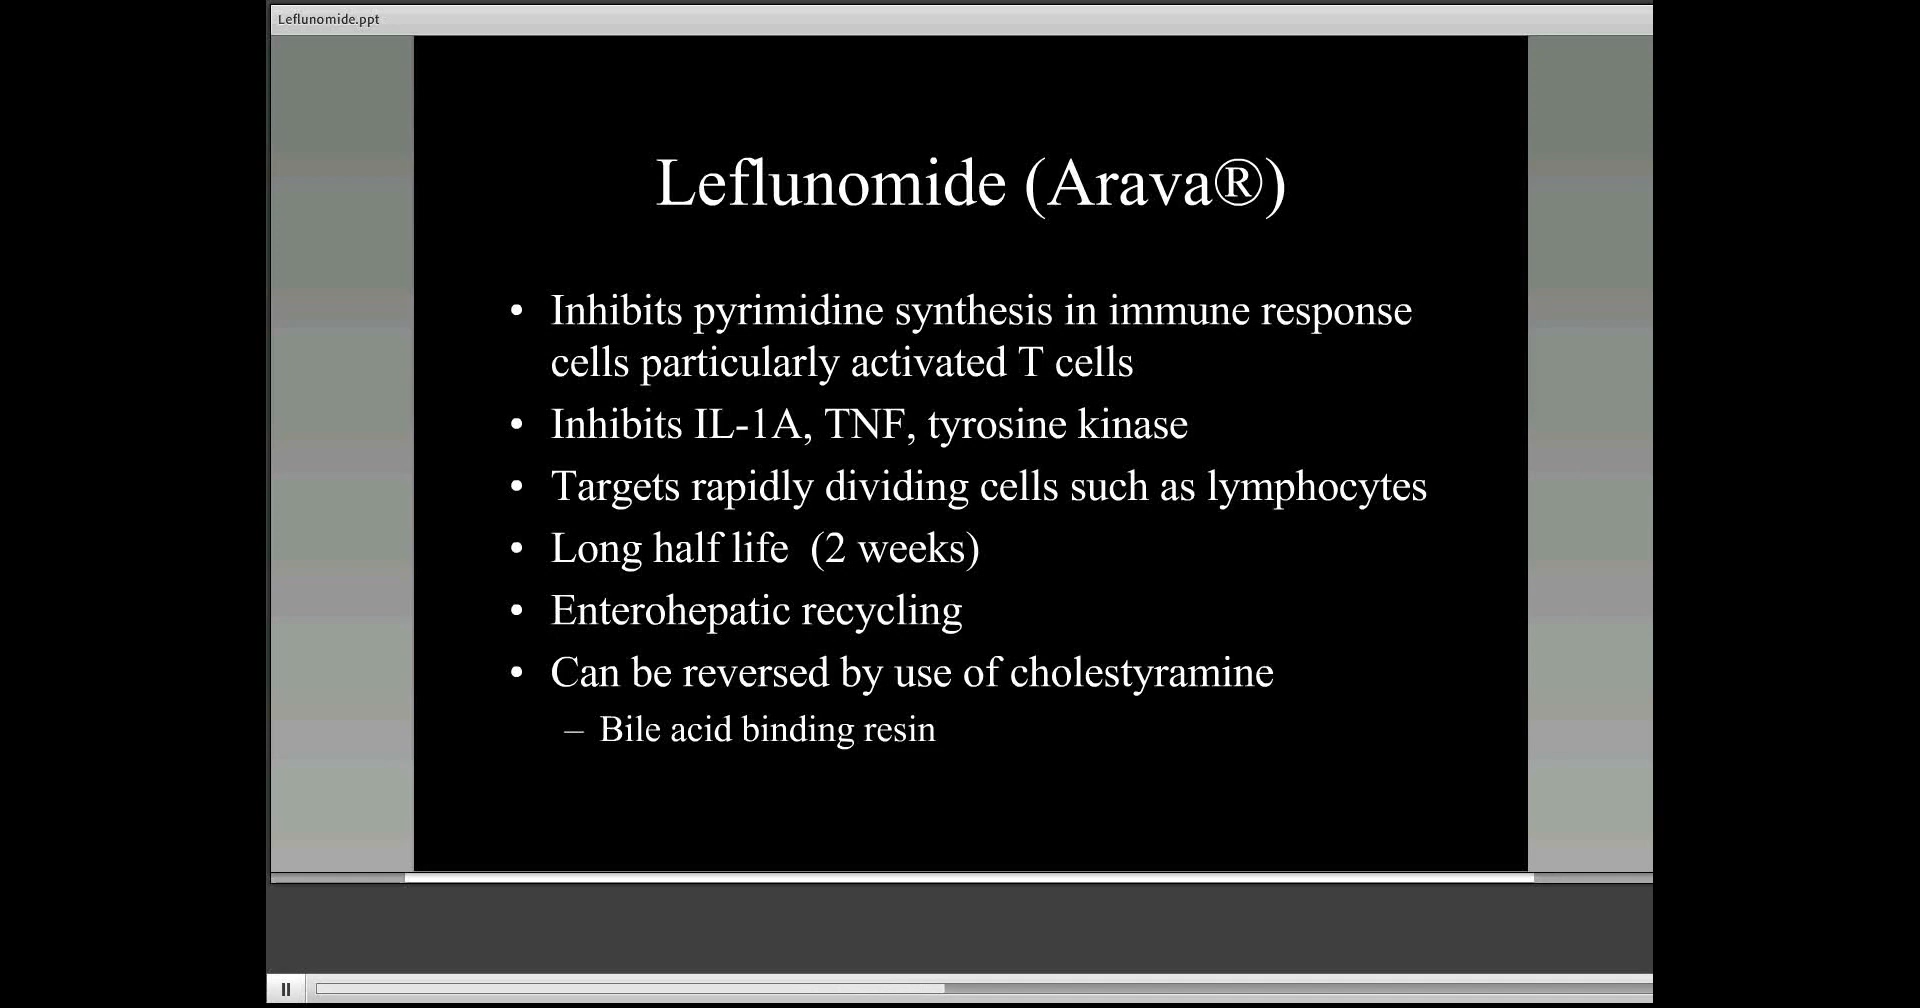 Leflunomide.ppt
Leflunomide (Arava®)
• Inhibits pyrimidine synthesis in immune response
cells particularly activated T cells
• Inhibits IL-1A, TNF, tyrosine kinase
• Targets rapidly dividing cells such as lymphocytes
• Long half life  (2 weeks)
• Enterohepatic recycling
• Can be reversed by use of cholestyramine
– Bile acid binding resin